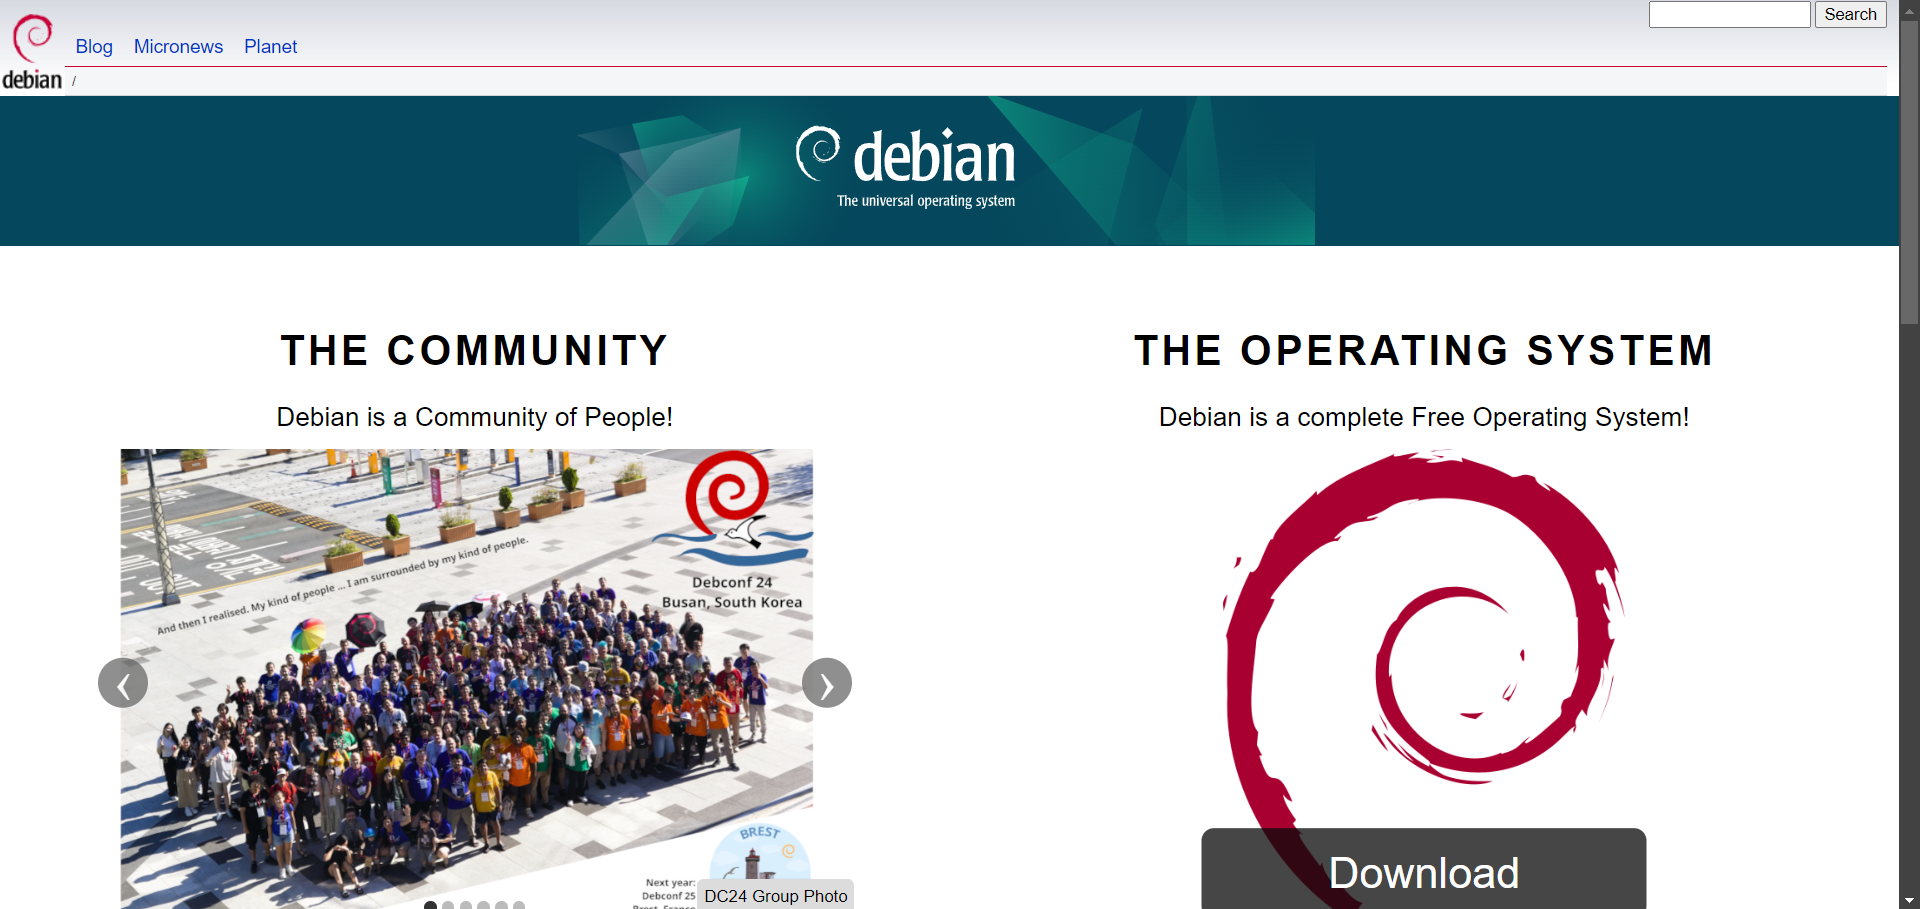 Search
debian
Blog Micronews Planet
/
debian
The universal operating system
THE COMMUNITY
Debian is a Community of People!
And then I realised. My kind of people ... I am surrounded by my kind of people.
Debconf 24
Busan, South Korea
‹
›
BREST
Next year:
Debconf 25
Brest, France
DC24 Group Photo
THE OPERATING SYSTEM
Debian is a complete Free Operating System!
Download